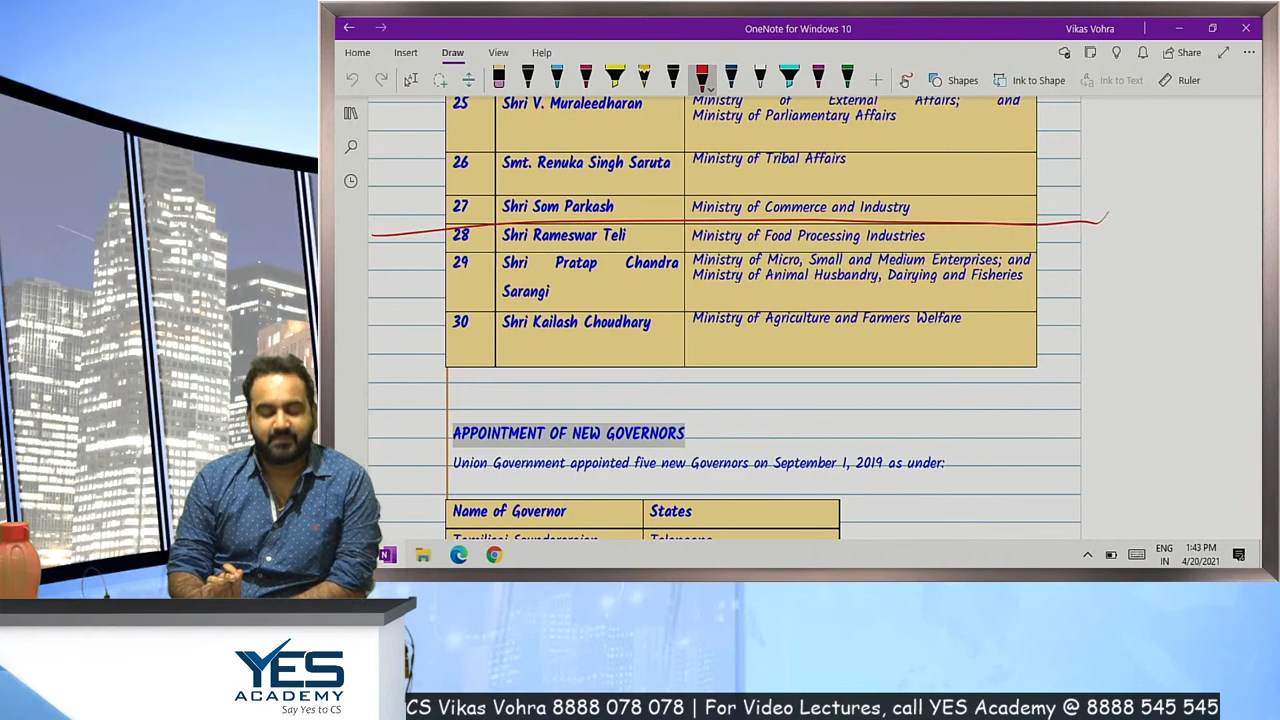 OneNote for Windows 10
Vikas Vohra
Home Insert Draw View Help
Share
Shapes Ink to Shape Ink to Text Ruler
25 Shri V. Muraleedharan Ministry of External Affairs; and
Ministry of Parliamentary Affairs
26 Smt. Renuka Singh Saruta Ministry of Tribal Affairs
27 Shri Som Parkash Ministry of Commerce and Industry
28 Shri Rameswar Teli Ministry of Food Processing Industries
29 Shri Pratap Chandra Ministry of Micro, Small and Medium Enterprises; and
Sarangi Ministry of Animal Husbandry, Dairying and Fisheries
30 Shri Kailash Choudhary Ministry of Agriculture and Farmers Welfare
APPOINTMENT OF NEW GOVERNORS
Union Government appointed five new Governors on September 1, 2019 as under:
Name of Governor States
ENG 1:43 PM
IN 4/20/2021
YES
ACADEMY
Say Yes to CS
CS Vikas Vohra 8888 078 078 | For Video Lectures, call YES Academy @ 8888 545 545